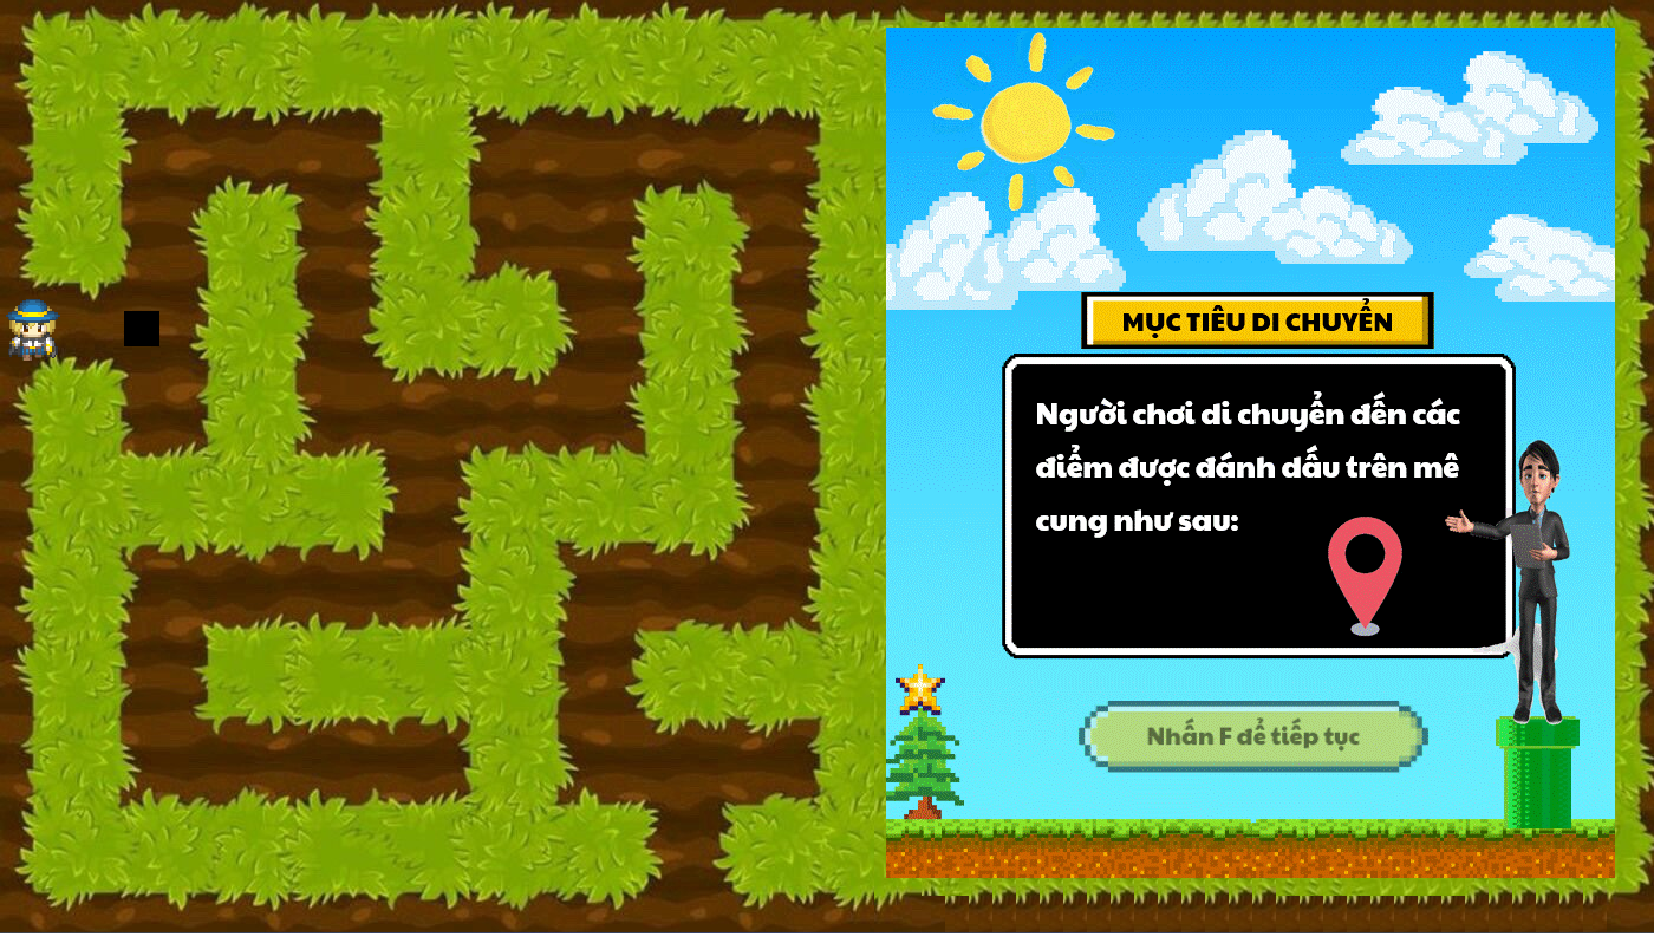 MỤC TIÊU DI CHUYỂN
Người chơi di chuyển đến các
điểm được đánh dấu trên mê
cung như sau:
Nhấn F để tiếp tục